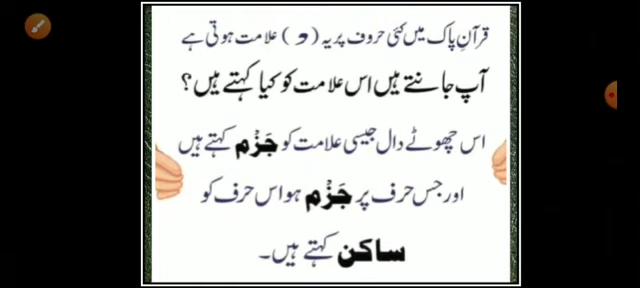 قرآنِ پاک میں کئی حروف پر یہ (و) علامت ہوتی ہے
آپ جانتے ہیں اس علامت کو کیا کہتے ہیں؟
اس چھوٹے دال جیسی علامت کو جَزْم کہتے ہیں
اور جس حرف پر جَزْم ہو اس حرف کو
ساکن کہتے ہیں۔